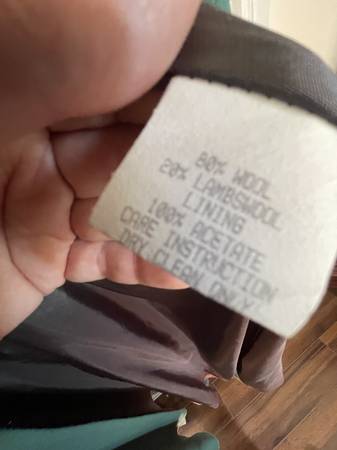 80% WOOL
20% LAMBSWOOL
LINING
100% ACETATE
CARE INSTRUCTION
DRY CLEAN ONLY